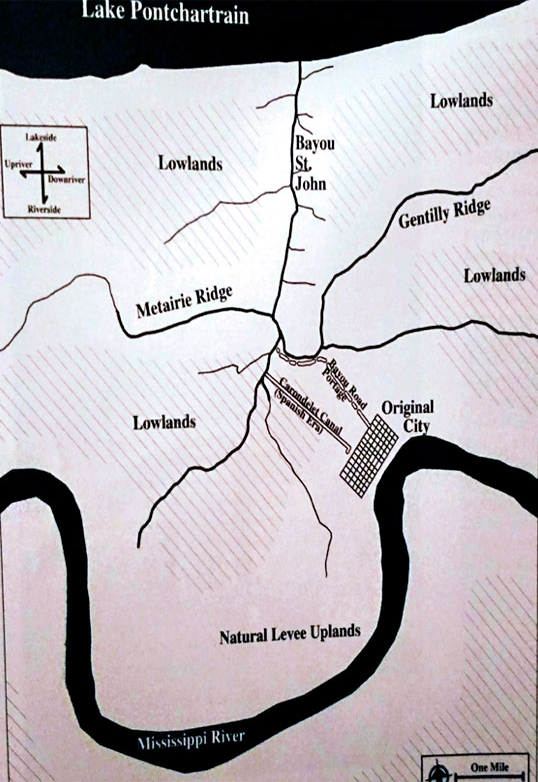 Lake Pontchartrain
Lowlands
Lakeside
Upriver
Downriver
Riverside
Lowlands
Bayou
St.
John
Gentilly Ridge
Lowlands
Metairie Ridge
Bayou Road
Portage
Carondelet Canal
(Spanish Era)
Original
City
Lowlands
Natural Levee Uplands
Mississippi River
One Mile